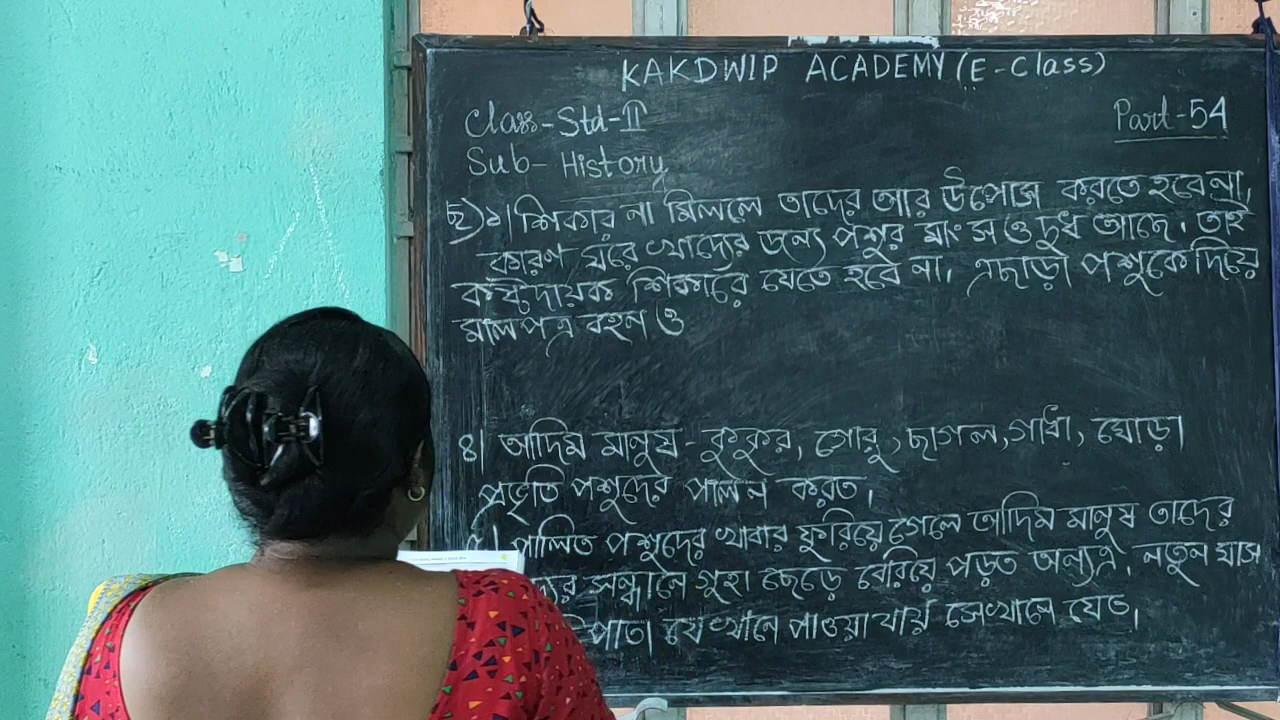 KAKDWIP ACADEMY (E-Class)
Class-Std-II
Part-54
Sub-History
চ)১| শিকার না মিললে তাদের আর উপোস করতে হবে না,
কারণ ঘরে খাদ্যের জন্যে পশুর মাংস ও দুধ আছে। তাই
কষ্টদায়ক শিকারে যেতে হবে না। এছাড়া পশুকে দিয়ে
মালপত্র বহন ও
৪| আদিম মানুষ - কুকুর, গোরু, ছাগল, গাধা, ঘোড়া
প্রভৃতি পশুদের পালন করত।
পালিত পশুদের খাবার ফুরিয়ে গেলে আদিম মানুষ তাদের
সন্ধানে গুহা ছেড়ে বেরিয়ে পড়ত অন্যত্র। নতুন ঘাস
পাতা যেখানে পাওয়া যায় সেখানে যেত।